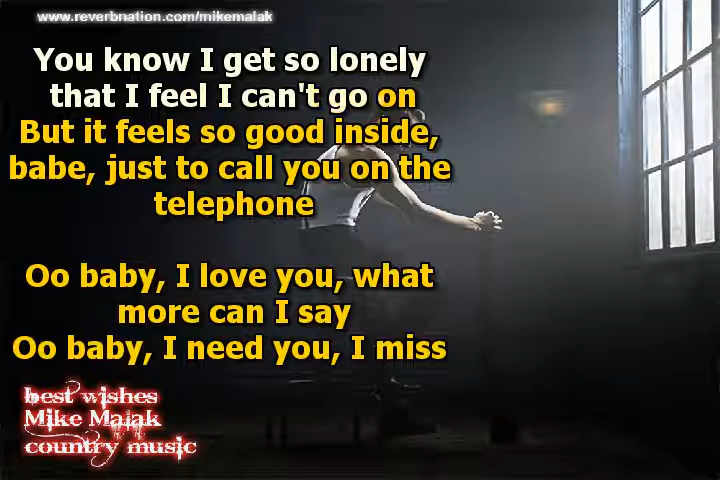 www.reverbnation.com/mikemalak
You know I get so lonely
that I feel I can't go on
But it feels so good inside,
babe, just to call you on the
telephone
Oo baby, I love you, what
more can I say
Oo baby, I need you, I miss
best wishes
Mike Malak
country music